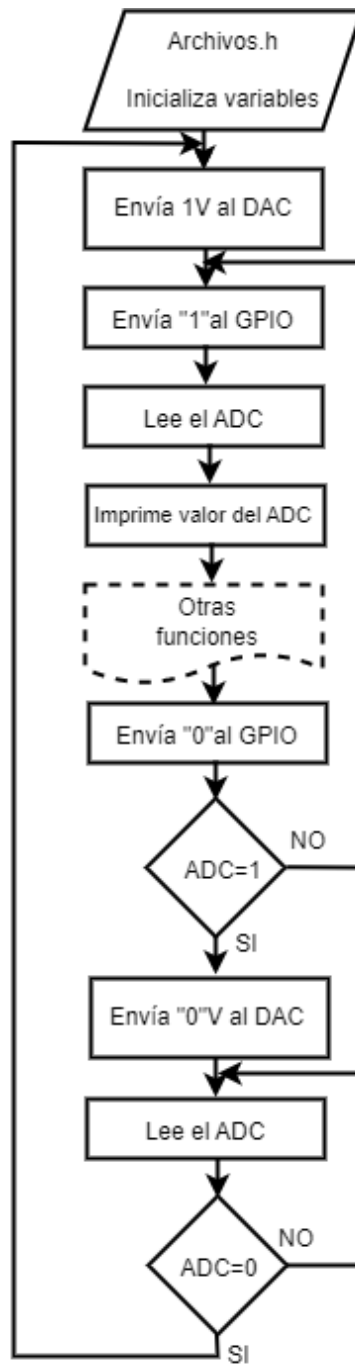 Archivos.h
Inicializa variables
Envía 1V al DAC
Envía "1"al GPIO
Lee el ADC
Imprime valor del ADC
Otras
funciones
Envía "0"al GPIO
ADC=1
NO
SI
Envía "0"V al DAC
Lee el ADC
ADC=0
NO
SI